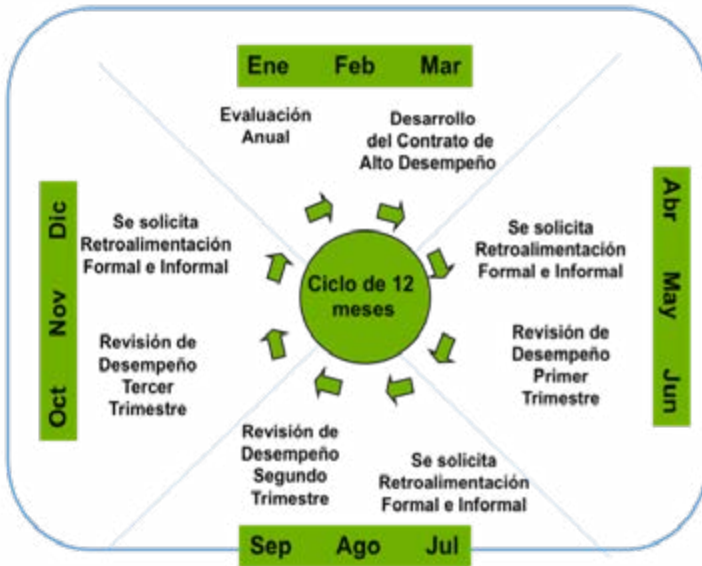 Ene Feb Mar
Evaluación
Anual
Desarrollo
del Contrato de
Alto Desempeño
Abr May Jun
Se solicita
Retroalimentación
Formal e Informal
Revisión de
Desempeño
Primer
Trimestre
Se solicita
Retroalimentación
Formal e Informal
Sep Ago Jul
Revisión de
Desempeño
Segundo
Trimestre
Revisión de
Desempeño
Tercer
Trimestre
Oct Nov Dic
Se solicita
Retroalimentación
Formal e Informal
Ciclo de 12
meses